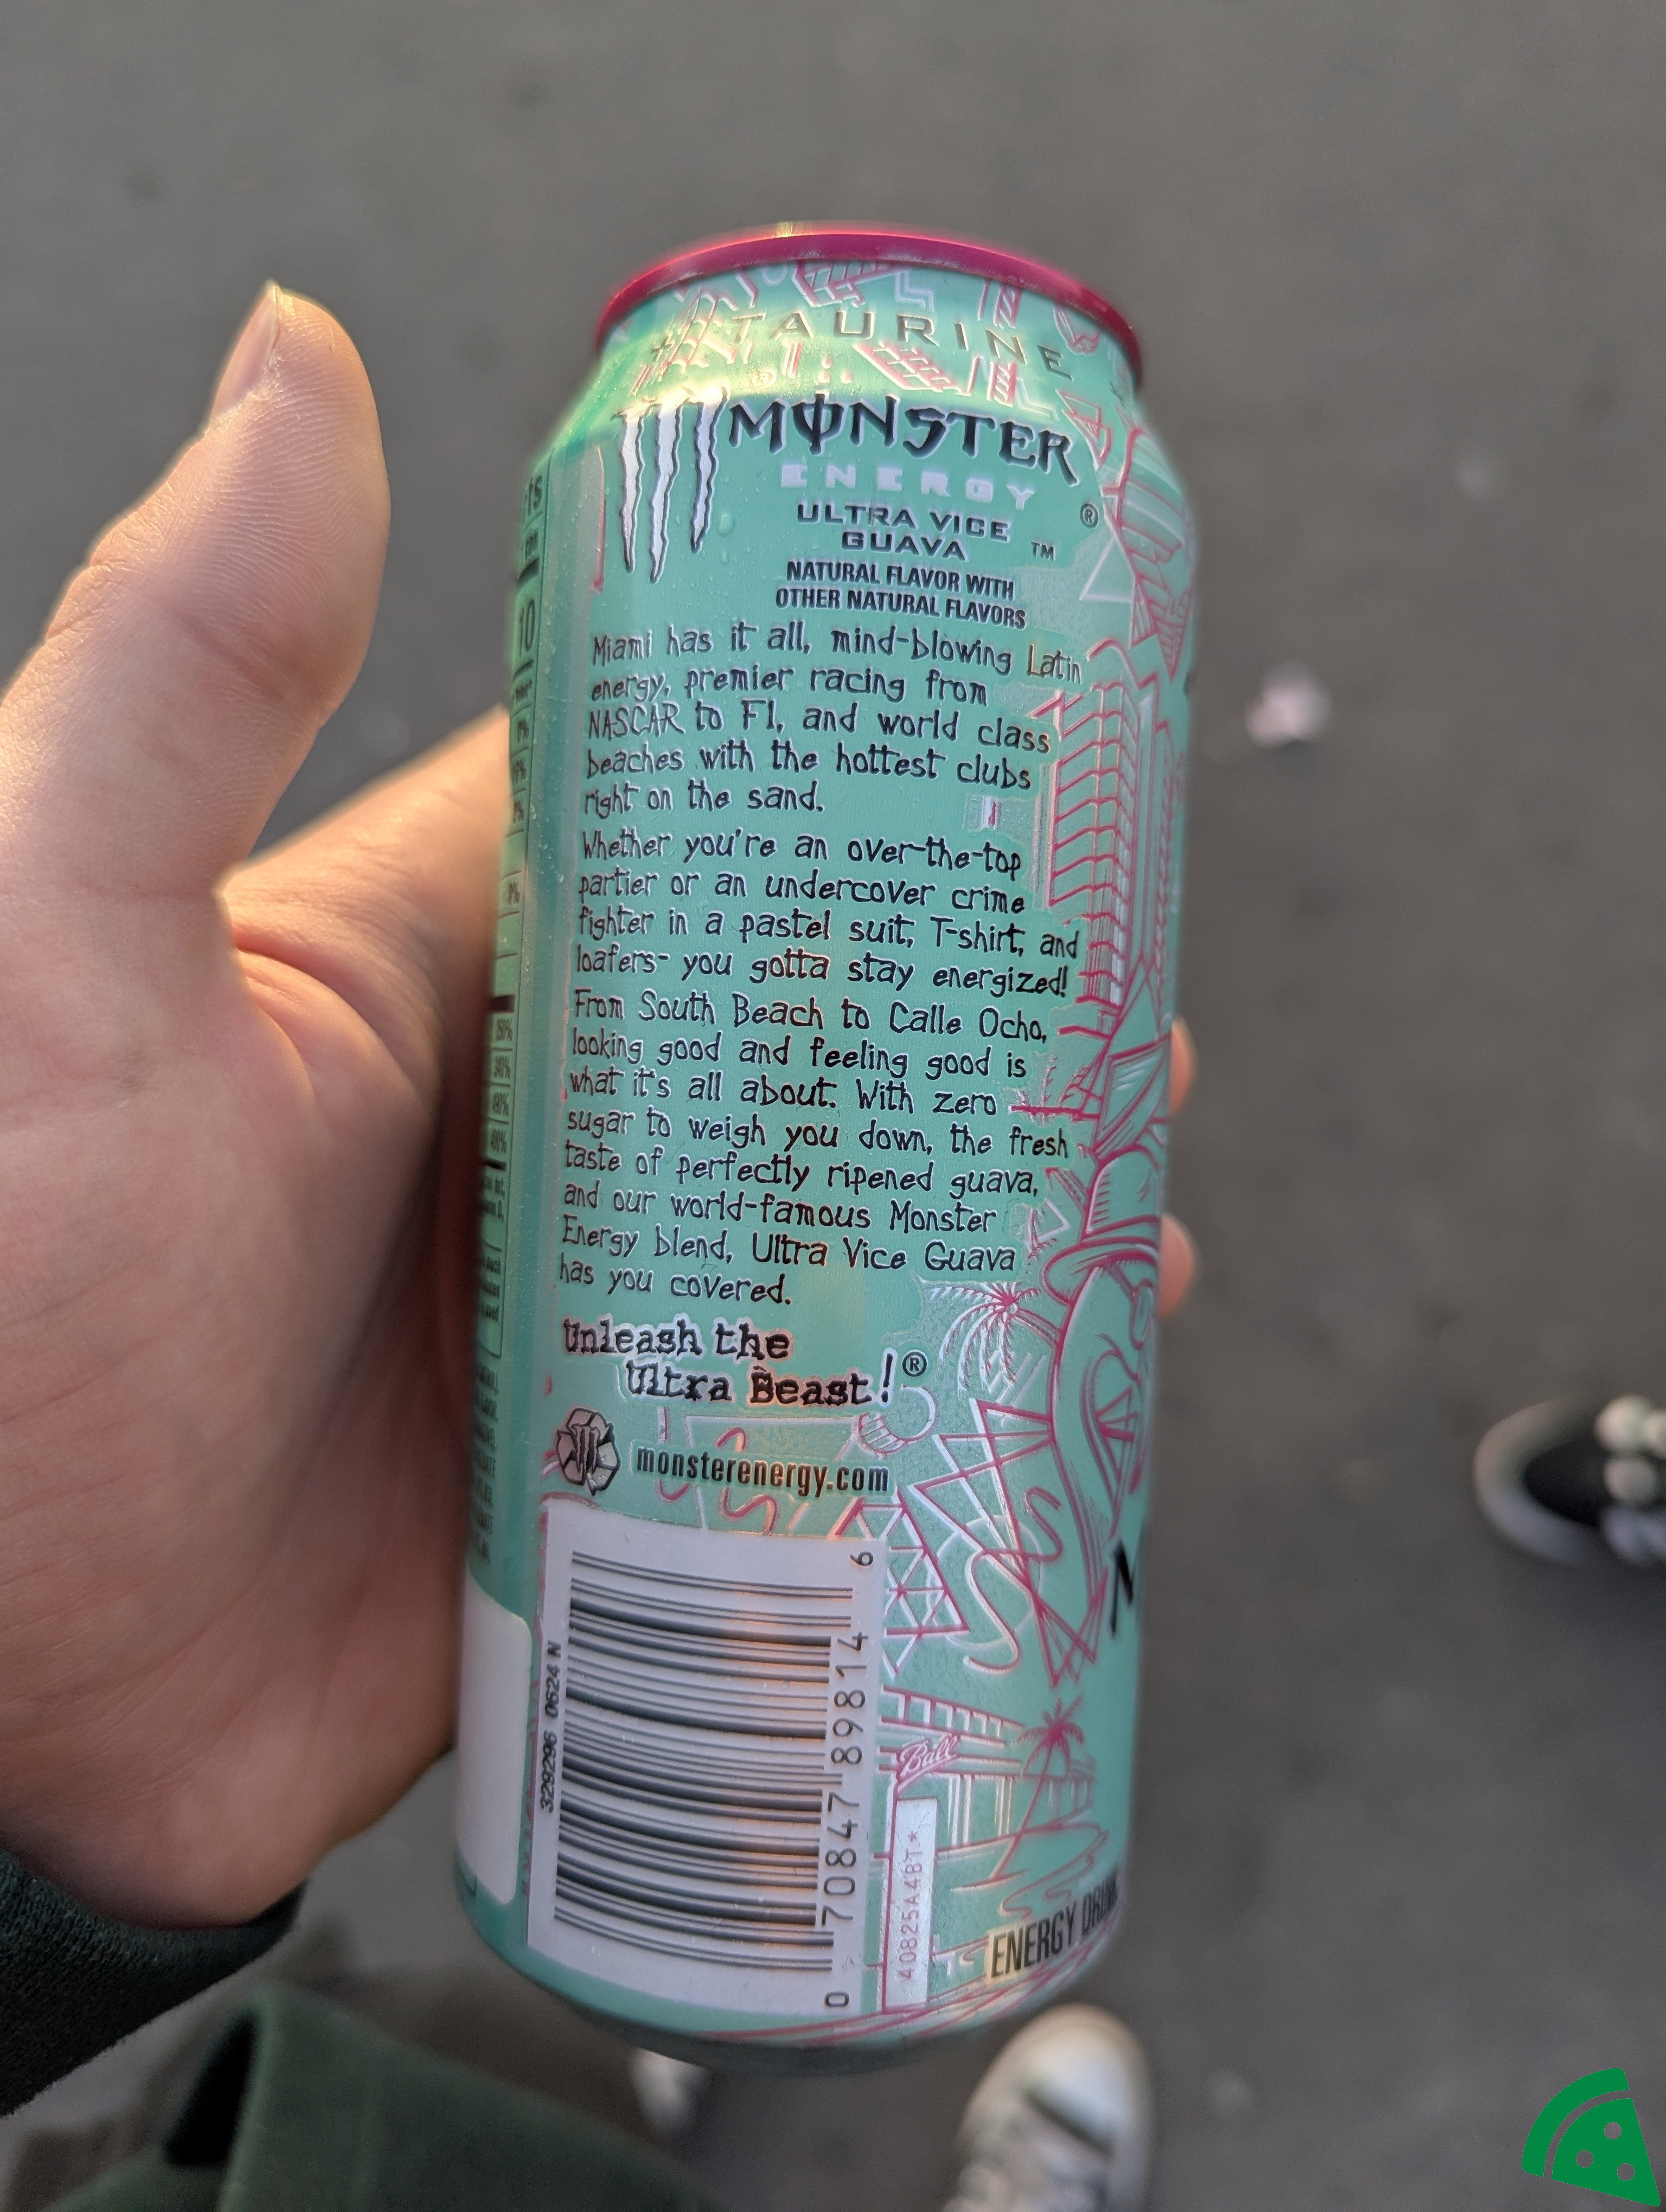 + TAURINE
MONSTER
ENERGY
®
ULTRA VICE
GUAVA ™
NATURAL FLAVOR WITH
OTHER NATURAL FLAVORS
Miami has it all, mind-blowing Latin
energy, premier racing from
NASCAR to F1, and world class
beaches with the hottest clubs
right on the sand.
Whether you're an over-the-top
partier or an undercover crime
fighter in a pastel suit, T-shirt, and
loafers- you gotta stay energized!
From South Beach to Calle Ocho,
looking good and feeling good is
what it's all about. With zero
sugar to weigh you down, the fresh
taste of perfectly ripened guava,
and our world-famous Monster
Energy blend, Ultra Vice Guava
has you covered.
Unleash the
Ultra Beast!®
monsterenergy.com
0 70847 89814 6
329296 0624 N
Ball
40825A4BT*
ENERGY DRINK
10